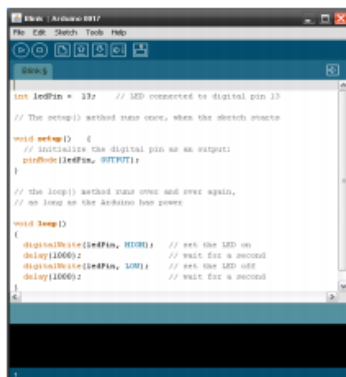 Blink | Arduino 0017
File Edit Sketch Tools Help
Blink §
int ledPin = 13; // LED connected to digital pin 13
// The setup() method runs once, when the sketch starts
void setup() {
// initialize the digital pin as an output:
pinMode(ledPin, OUTPUT);
}
// the loop() method runs over and over again,
// as long as the Arduino has power
void loop()
{
digitalWrite(ledPin, HIGH); // set the LED on
delay(1000); // wait for a second
digitalWrite(ledPin, LOW); // set the LED off
delay(1000); // wait for a second
}
1